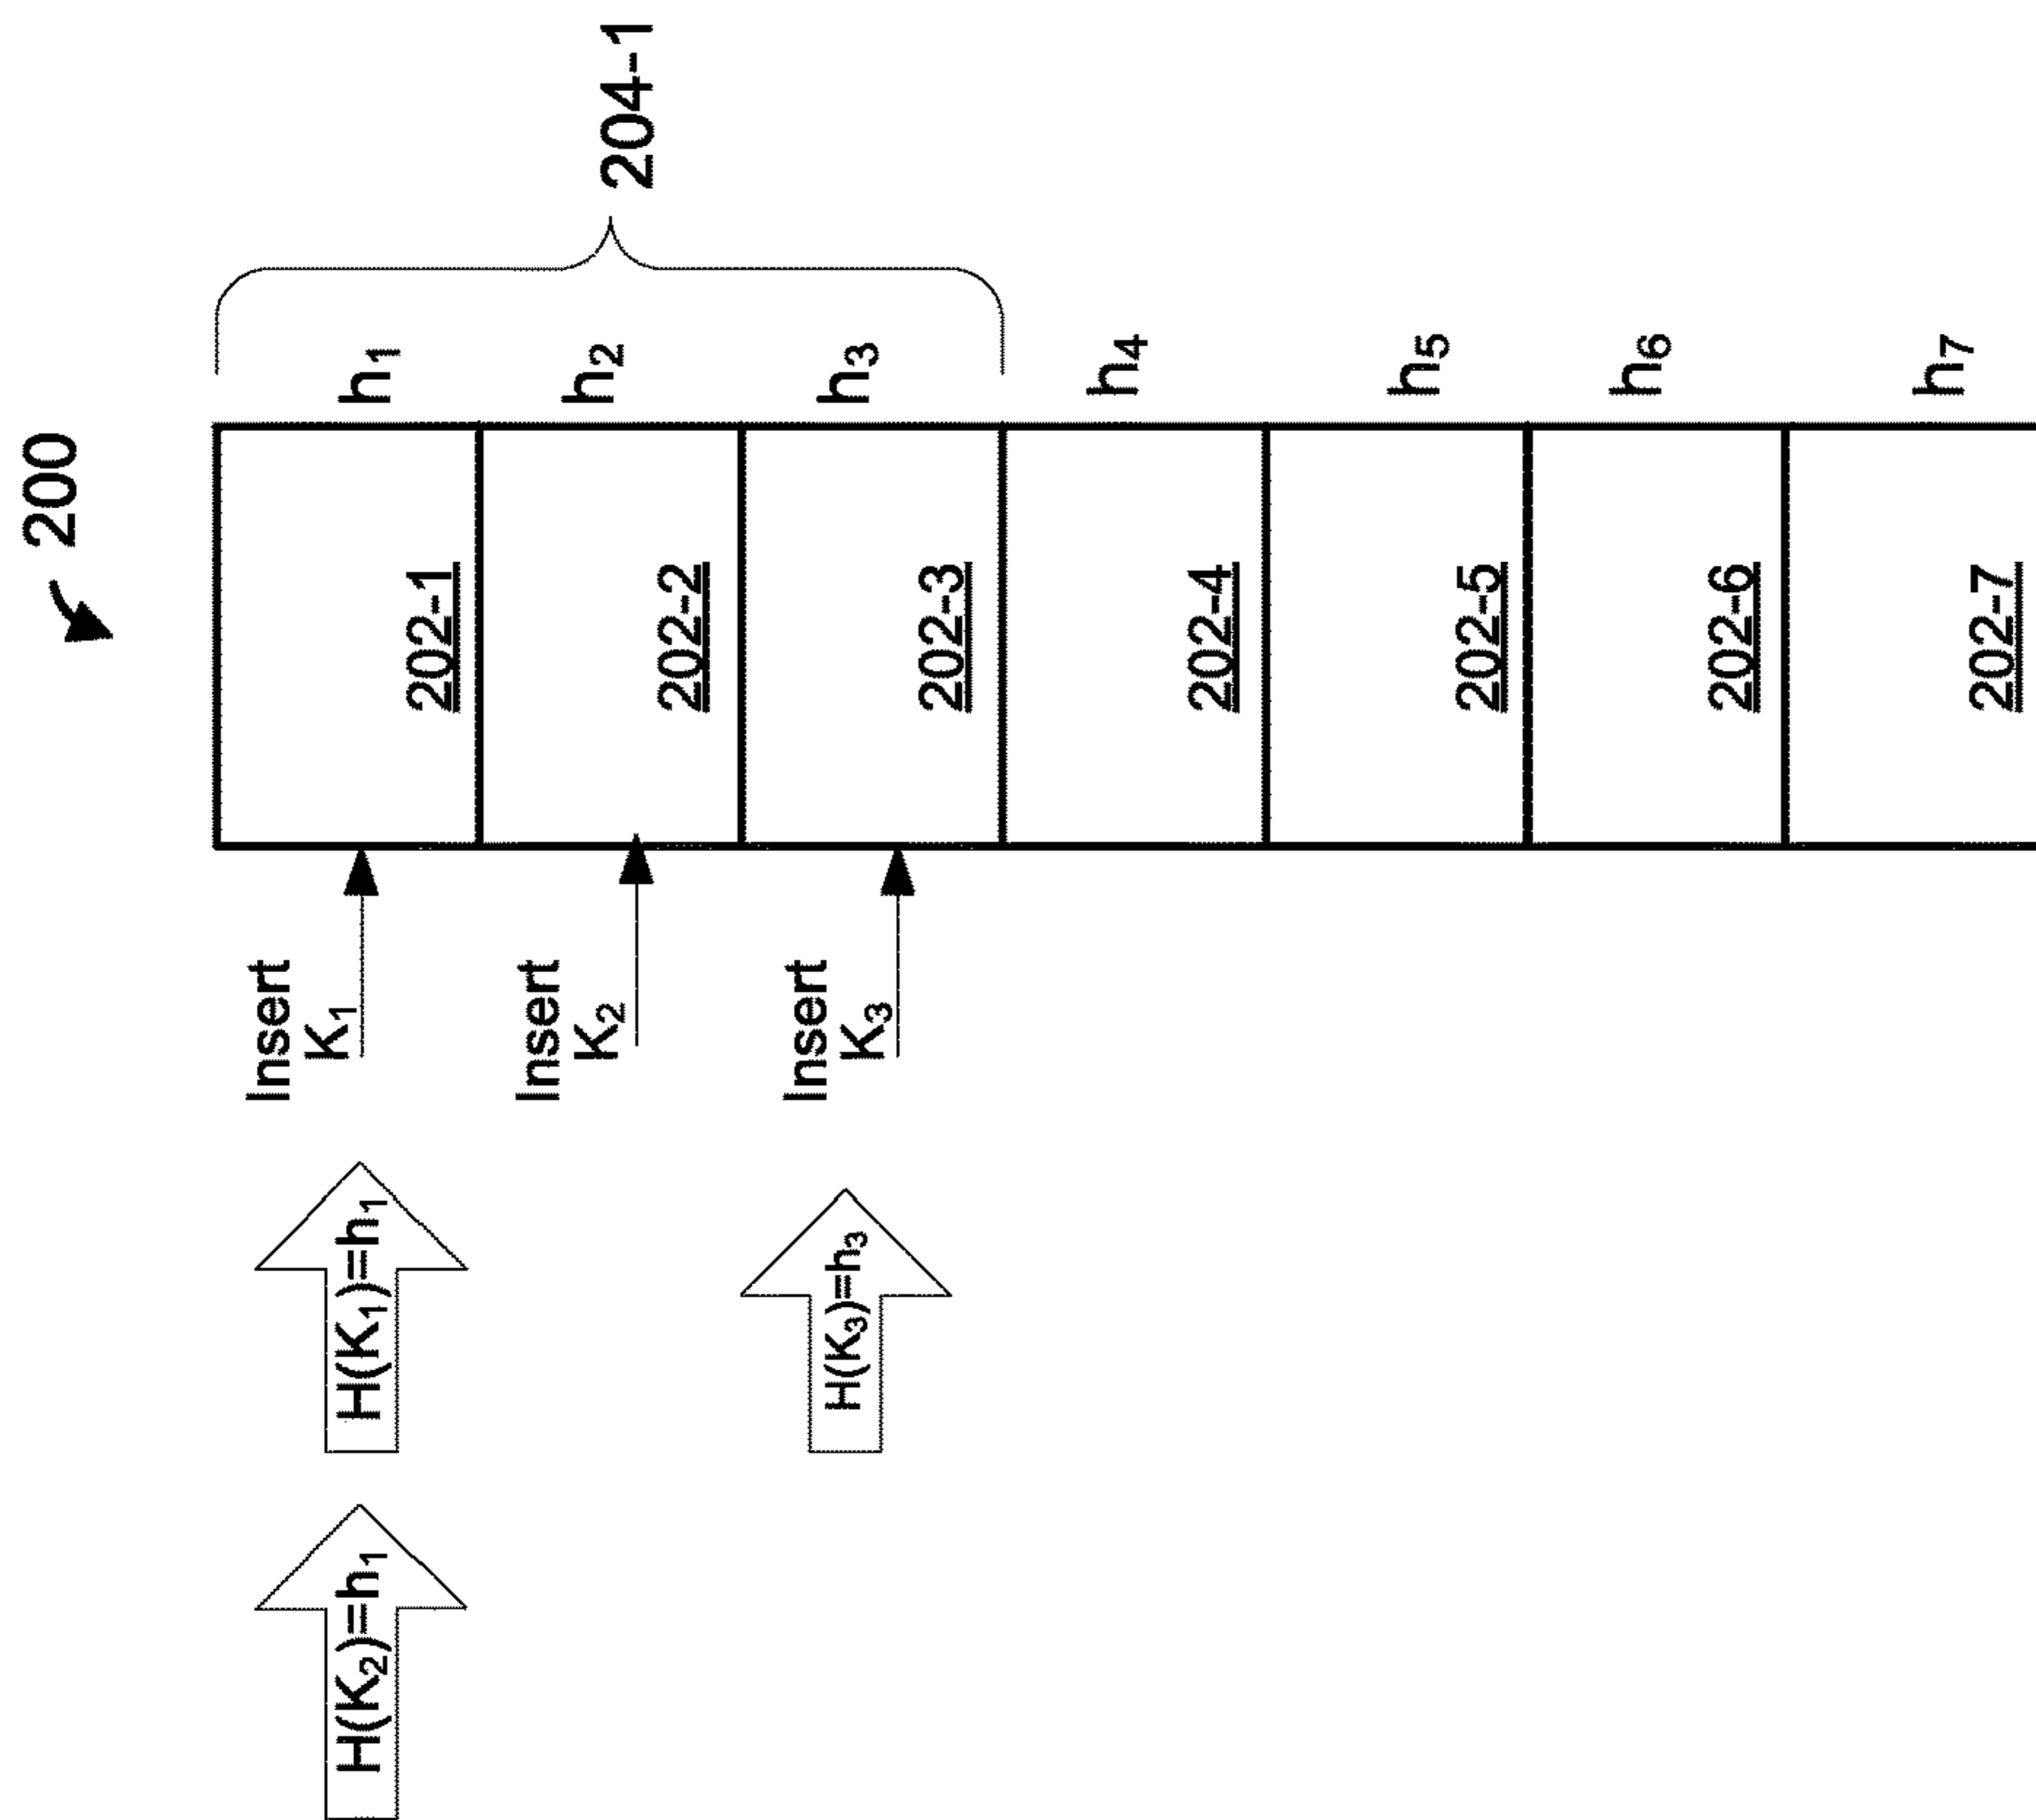 200
H(K₂)=h₁
H(K₁)=h₁
Insert
K₁
202-1
h₁
Insert
K₂
202-2
h₂
204-1
H(K₃)=h₃
Insert
K₃
202-3
h₃
202-4
h₄
202-5
h₅
202-6
h₆
202-7
h₇